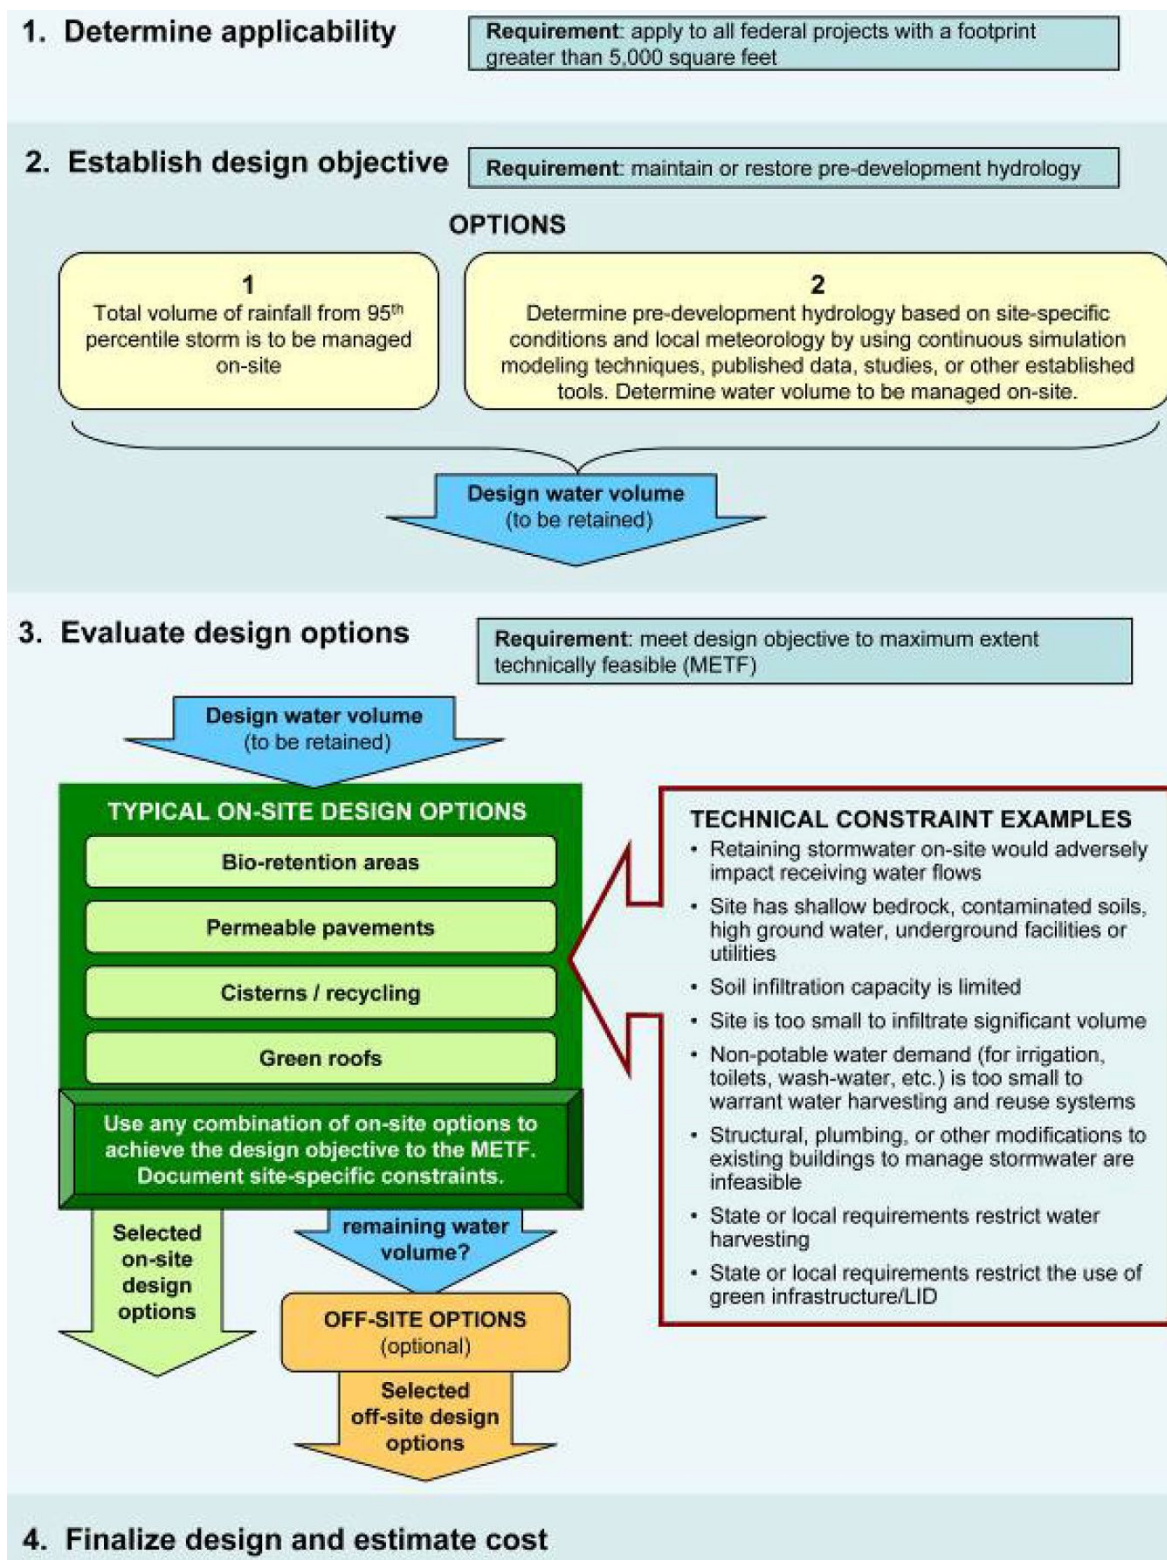 1. Determine applicability
Requirement: apply to all federal projects with a footprint
greater than 5,000 square feet
2. Establish design objective
Requirement: maintain or restore pre-development hydrology
OPTIONS
1
Total volume of rainfall from 95th
percentile storm is to be managed
on-site
2
Determine pre-development hydrology based on site-specific
conditions and local meteorology by using continuous simulation
modeling techniques, published data, studies, or other established
tools. Determine water volume to be managed on-site.
Design water volume
(to be retained)
3. Evaluate design options
Requirement: meet design objective to maximum extent
technically feasible (METF)
Design water volume
(to be retained)
TYPICAL ON-SITE DESIGN OPTIONS
Bio-retention areas
Permeable pavements
Cisterns / recycling
Green roofs
Use any combination of on-site options to
achieve the design objective to the METF.
Document site-specific constraints.
Selected
on-site
design
options
remaining water
volume?
OFF-SITE OPTIONS
(optional)
Selected
off-site design
options
TECHNICAL CONSTRAINT EXAMPLES
• Retaining stormwater on-site would adversely
impact receiving water flows
• Site has shallow bedrock, contaminated soils,
high ground water, underground facilities or
utilities
• Soil infiltration capacity is limited
• Site is too small to infiltrate significant volume
• Non-potable water demand (for irrigation,
toilets, wash-water, etc.) is too small to
warrant water harvesting and reuse systems
• Structural, plumbing, or other modifications to
existing buildings to manage stormwater are
infeasible
• State or local requirements restrict water
harvesting
• State or local requirements restrict the use of
green infrastructure/LID
4. Finalize design and estimate cost